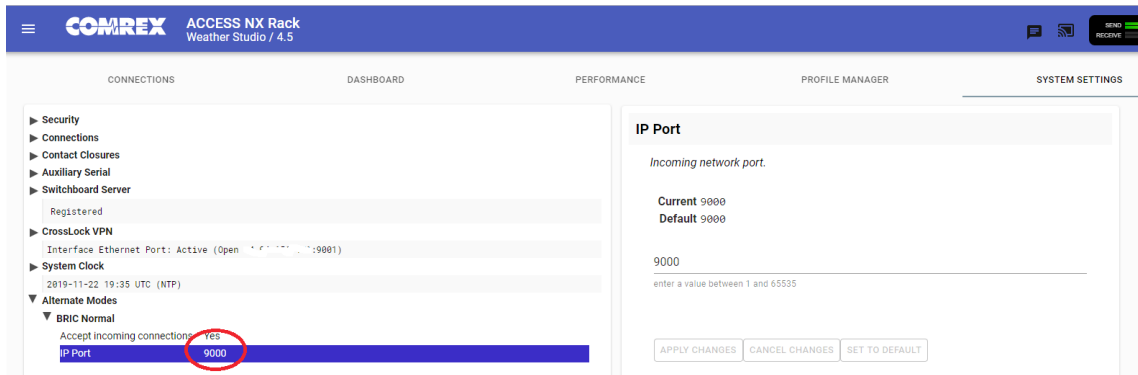 COMREX
ACCESS NX Rack
Weather Studio / 4.5
SEND
RECEIVE
CONNECTIONS DASHBOARD PERFORMANCE PROFILE MANAGER SYSTEM SETTINGS
Security
Connections
Contact Closures
Auxiliary Serial
Switchboard Server
Registered
CrossLock VPN
Interface Ethernet Port: Active (Open :9001)
System Clock
2019-11-22 19:35 UTC (NTP)
Alternate Modes
BRIC Normal
Accept incoming connections Yes
IP Port 9000
IP Port
Incoming network port.
Current 9000
Default 9000
9000
enter a value between 1 and 65535
APPLY CHANGES CANCEL CHANGES SET TO DEFAULT